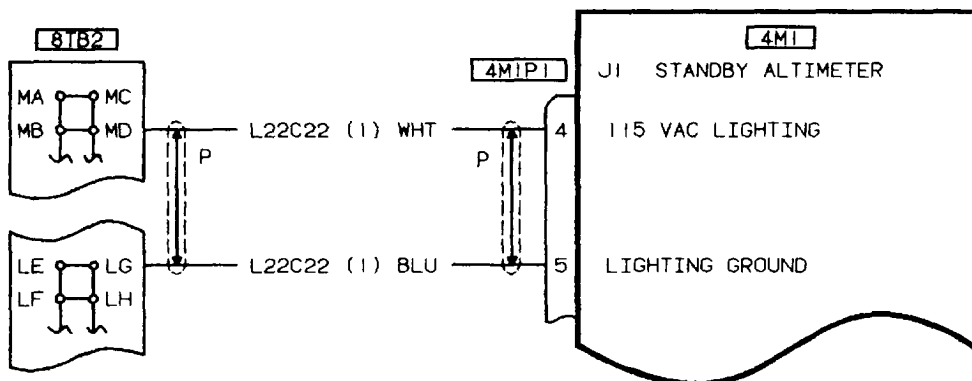 8TB2
4M1
4M1P1
J1 STANDBY ALTIMETER
MA MC
MB MD
L22C22 (1) WHT
4
115 VAC LIGHTING
P
P
LE LG
L22C22 (1) BLU
5
LIGHTING GROUND
LF LH